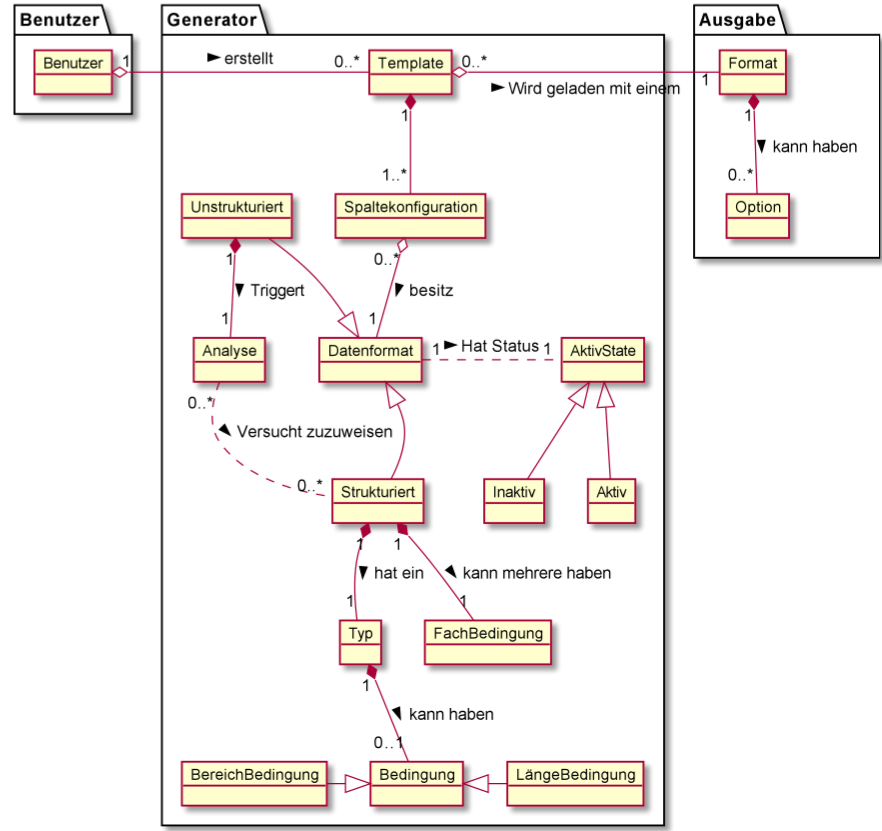 Benutzer
Generator
Ausgabe
Benutzer
1
erstellt
0..*
Template
0..*
Wird geladen mit einem
1
Format
1
1
kann haben
1..*
0..*
Unstrukturiert
Spaltekonfiguration
Option
1
0..*
Triggert
besitz
1
1
Analyse
Datenformat
1
Hat Status
1
AktivState
0..*
Versucht zuzuweisen
0..*
Strukturiert
Inaktiv
Aktiv
1
1
hat ein
kann mehrere haben
1
1
Typ
FachBedingung
1
kann haben
0..1
BereichBedingung
Bedingung
LängeBedingung